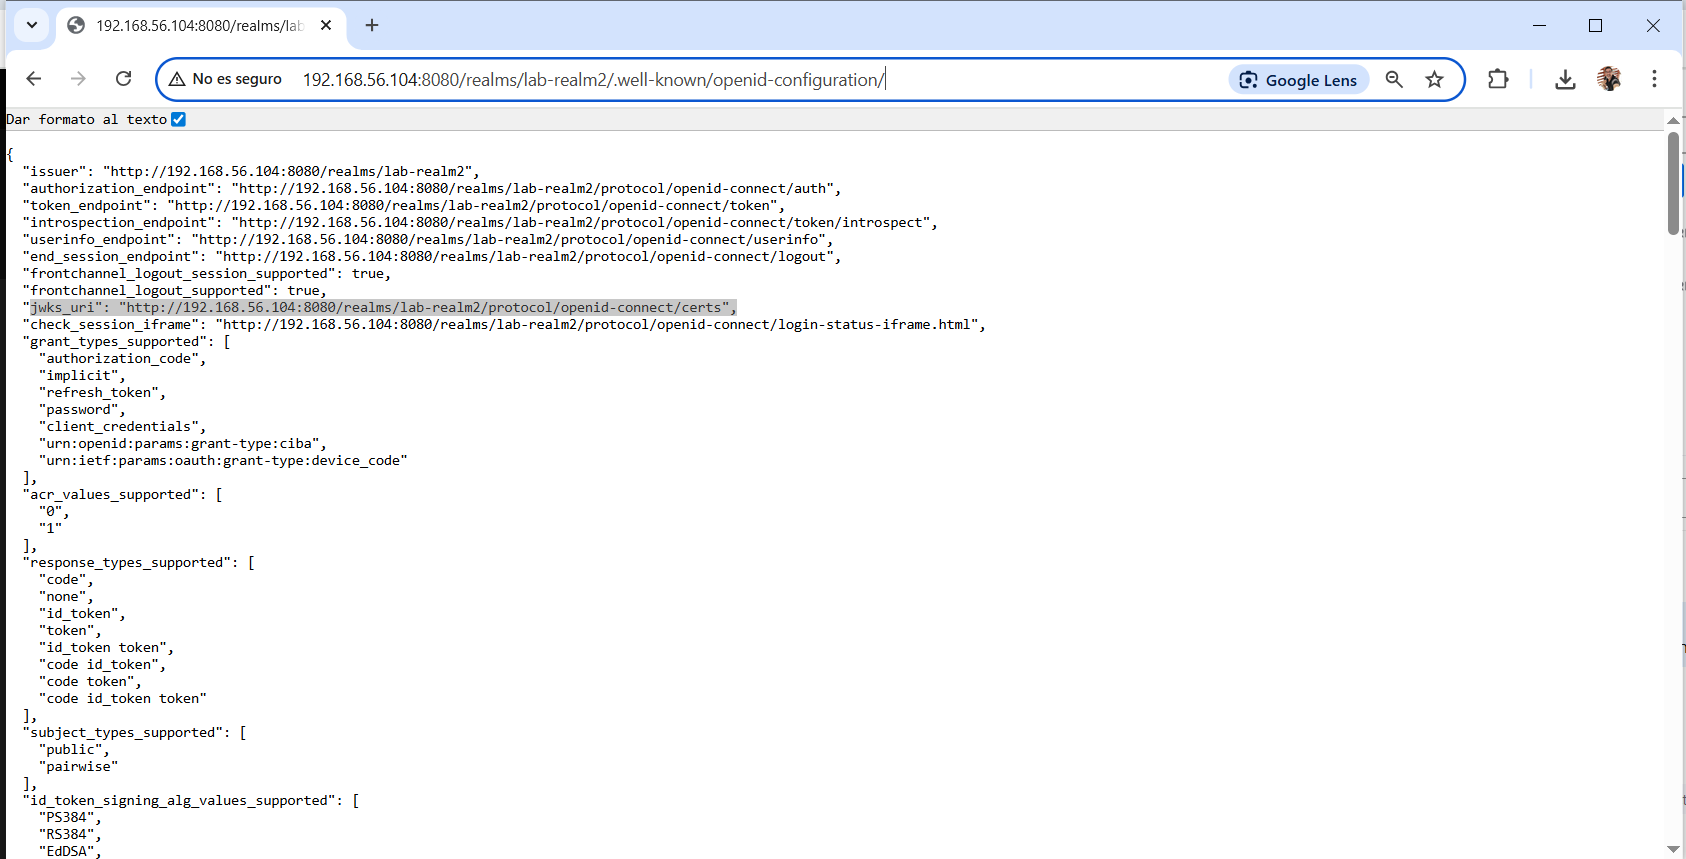 192.168.56.104:8080/realms/lab
No es seguro 192.168.56.104:8080/realms/lab-realm2/.well-known/openid-configuration/ Google Lens
Dar formato al texto
{
"issuer": "http://192.168.56.104:8080/realms/lab-realm2",
"authorization_endpoint": "http://192.168.56.104:8080/realms/lab-realm2/protocol/openid-connect/auth",
"token_endpoint": "http://192.168.56.104:8080/realms/lab-realm2/protocol/openid-connect/token",
"introspection_endpoint": "http://192.168.56.104:8080/realms/lab-realm2/protocol/openid-connect/token/introspect",
"userinfo_endpoint": "http://192.168.56.104:8080/realms/lab-realm2/protocol/openid-connect/userinfo",
"end_session_endpoint": "http://192.168.56.104:8080/realms/lab-realm2/protocol/openid-connect/logout",
"frontchannel_logout_session_supported": true,
"frontchannel_logout_supported": true,
"jwks_uri": "http://192.168.56.104:8080/realms/lab-realm2/protocol/openid-connect/certs",
"check_session_iframe": "http://192.168.56.104:8080/realms/lab-realm2/protocol/openid-connect/login-status-iframe.html",
"grant_types_supported": [
"authorization_code",
"implicit",
"refresh_token",
"password",
"client_credentials",
"urn:openid:params:grant-type:ciba",
"urn:ietf:params:oauth:grant-type:device_code"
],
"acr_values_supported": [
"0",
"1"
],
"response_types_supported": [
"code",
"none",
"id_token",
"token",
"id_token token",
"code id_token",
"code token",
"code id_token token"
],
"subject_types_supported": [
"public",
"pairwise"
],
"id_token_signing_alg_values_supported": [
"PS384",
"RS384",
"EdDSA",